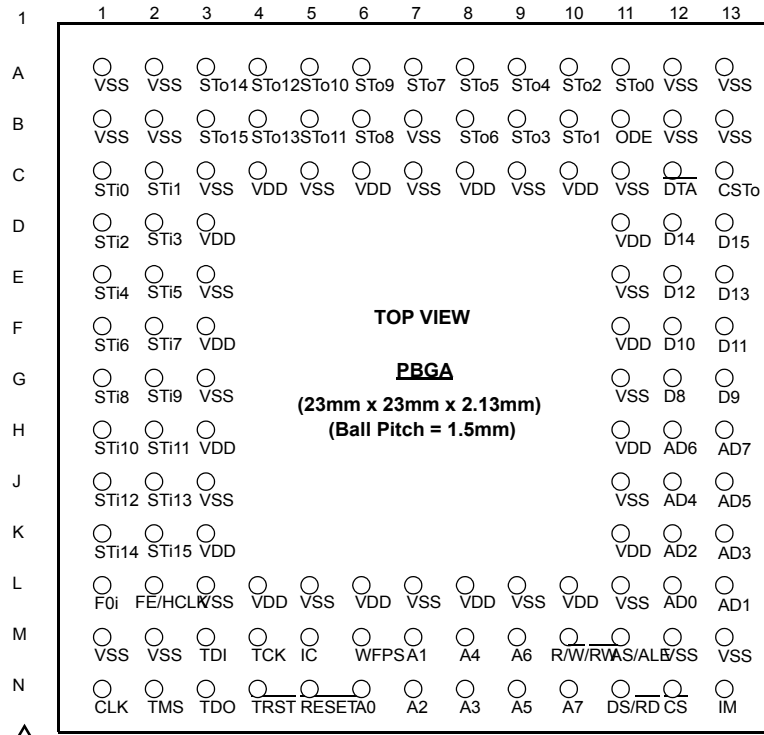 1 1 2 3 4 5 6 7 8 9 10 11 12 13
A
VSS VSS STo14 STo12 STo10 STo9 STo7 STo5 STo4 STo2 STo0 VSS VSS
B
VSS VSS STo15 STo13 STo11 STo8 VSS STo6 STo3 STo1 ODE VSS VSS
C
STi0 STi1 VSS VDD VSS VDD VSS VDD VSS VDD VSS DTA CSTo
D
STi2 STi3 VDD VDD D14 D15
E
STi4 STi5 VSS VSS D12 D13
TOP VIEW
F
STi6 STi7 VDD VDD D10 D11
PBGA
G
STi8 STi9 VSS VSS D8 D9
(23mm x 23mm x 2.13mm)
(Ball Pitch = 1.5mm)
H
STi10 STi11 VDD VDD AD6 AD7
J
STi12 STi13 VSS VSS AD4 AD5
K
STi14 STi15 VDD VDD AD2 AD3
L
F0i FE/HCLK VSS VDD VSS VDD VSS VDD VSS VDD VSS AD0 AD1
M
VSS VSS TDI TCK IC WFPS A1 A4 A6 R/W/RW AS/ALE VSS VSS
N
CLK TMS TDO TRST RESET A0 A2 A3 A5 A7 DS/RD CS IM